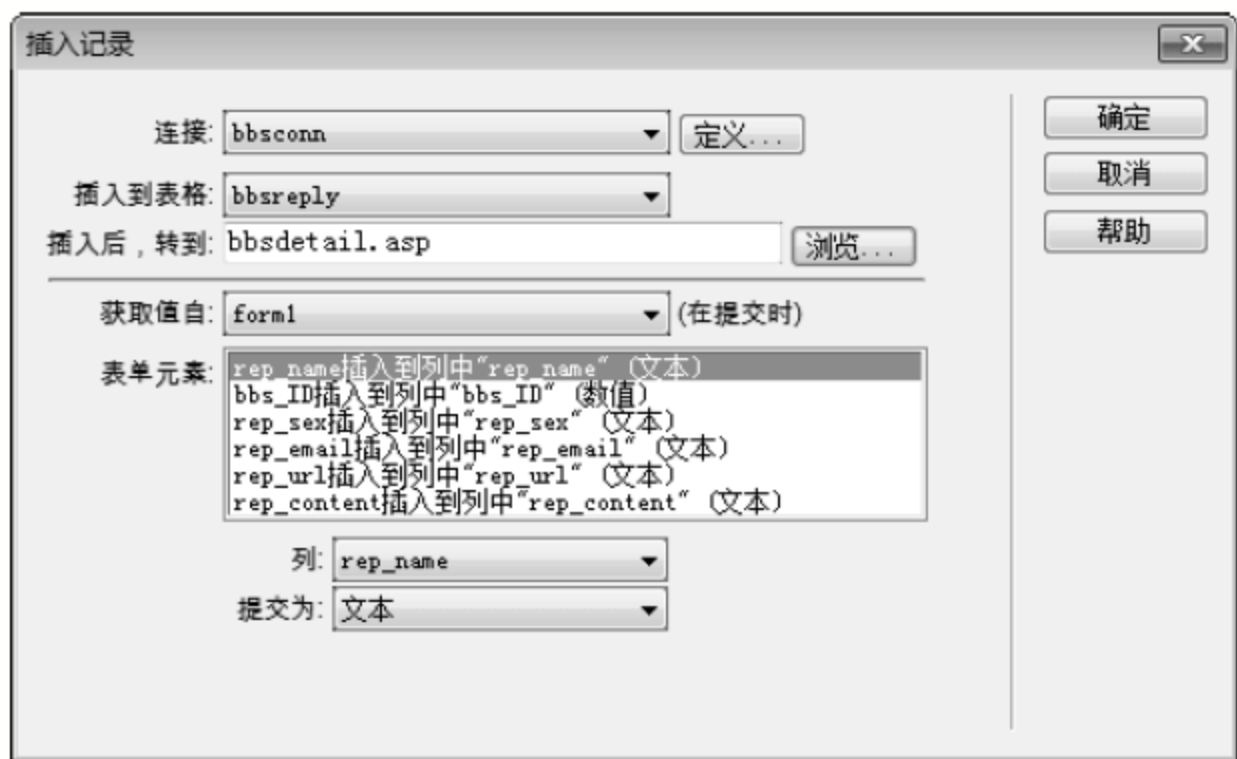 插入记录
连接: bbsconn 定义...
确定
插入到表格: bbsreply
取消
插入后，转到: bbsdetail.asp 浏览...
帮助
获取值自: form1 (在提交时)
表单元素: rep_name插入到列中"rep_name" (文本)
bbs_ID插入到列中"bbs_ID" (数值)
rep_sex插入到列中"rep_sex" (文本)
rep_email插入到列中"rep_email" (文本)
rep_url插入到列中"rep_url" (文本)
rep_content插入到列中"rep_content" (文本)
列: rep_name
提交为: 文本